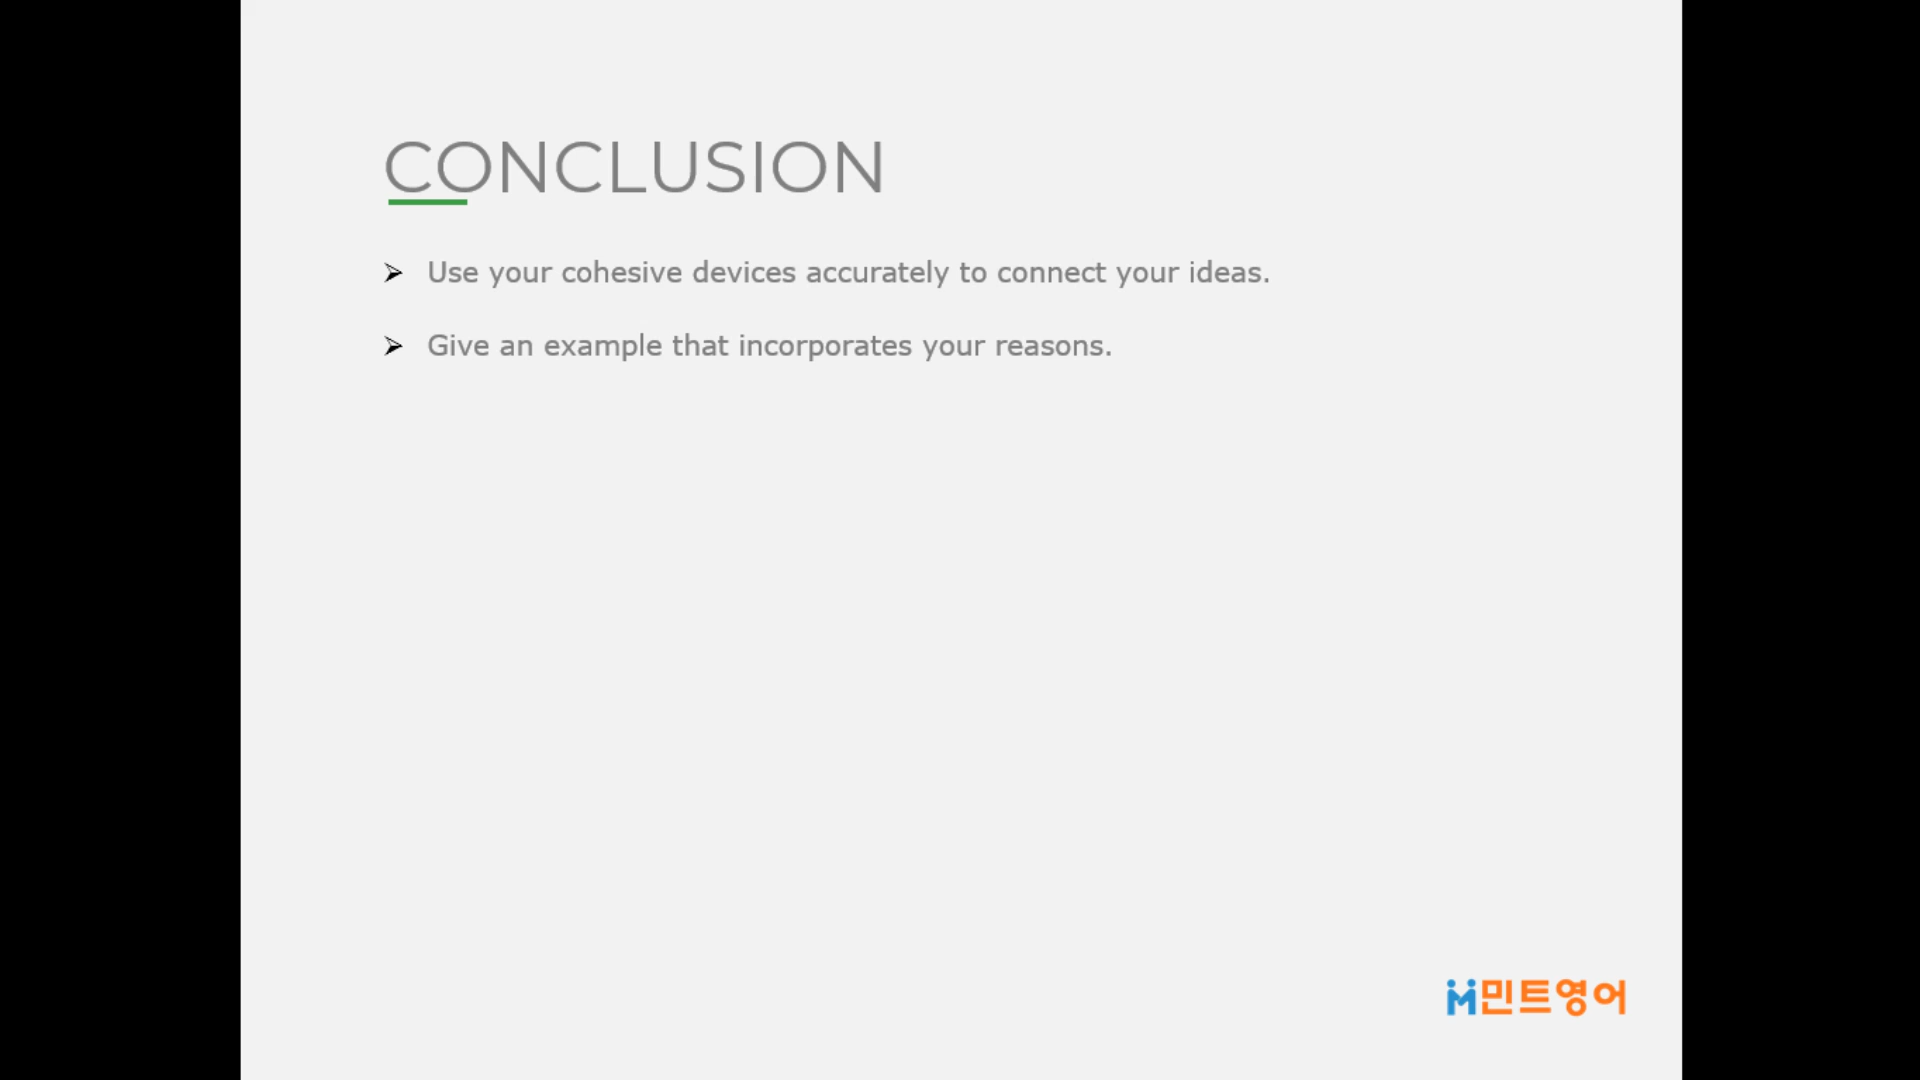 CONCLUSION
Use your cohesive devices accurately to connect your ideas.
Give an example that incorporates your reasons.
민트영어